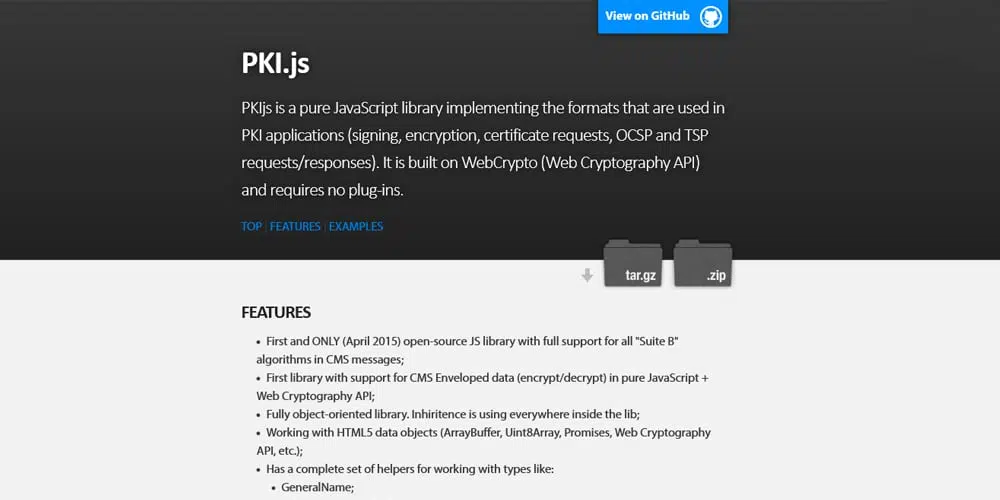 View on GitHub
PKI.js
PKIjs is a pure JavaScript library implementing the formats that are used in
PKI applications (signing, encryption, certificate requests, OCSP and TSP
requests/responses). It is built on WebCrypto (Web Cryptography API)
and requires no plug-ins.
TOP | FEATURES | EXAMPLES
tar.gz .zip
FEATURES
• First and ONLY (April 2015) open-source JS library with full support for all "Suite B"
algorithms in CMS messages;
• First library with support for CMS Enveloped data (encrypt/decrypt) in pure JavaScript +
Web Cryptography API;
• Fully object-oriented library. Inhiritence is using everywhere inside the lib;
• Working with HTML5 data objects (ArrayBuffer, Uint8Array, Promises, Web Cryptography
API, etc.);
• Has a complete set of helpers for working with types like:
• GeneralName;